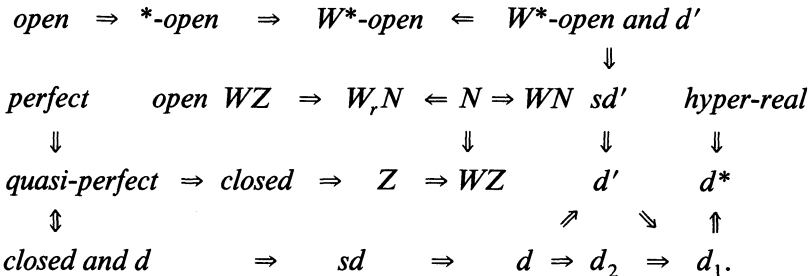 open ⇒ *-open ⇒ W*-open ⇐ W*-open and d′
⇓
perfect open WZ ⇒ WᵣN ⇐ N ⇒ WN sd′ hyper-real
⇓ ⇓ ⇓ ⇓
quasi-perfect ⇒ closed ⇒ Z ⇒ WZ d′ d*
⇕ ⇗ ⇘ ⇑
closed and d ⇒ sd ⇒ d ⇒ d₂ ⇒ d₁.